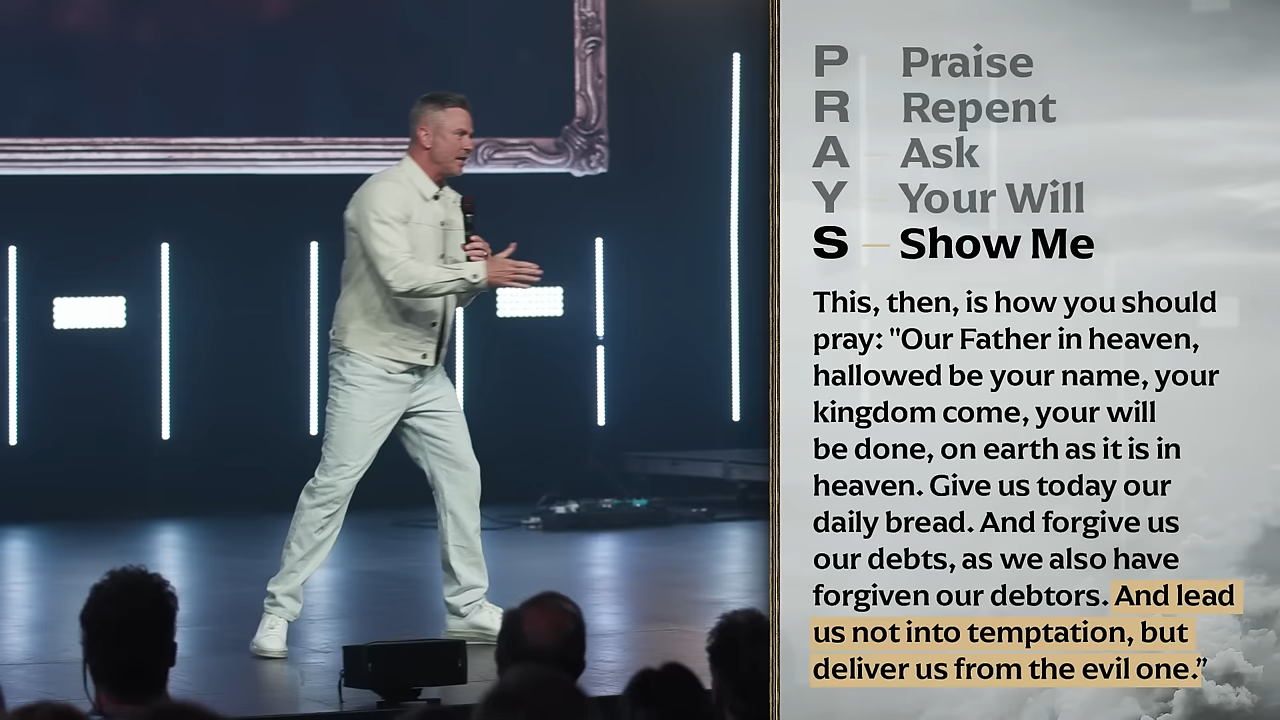 P Praise
R Repent
A – Ask
Y – Your Will
S – Show Me
This, then, is how you should
pray: "Our Father in heaven,
hallowed be your name, your
kingdom come, your will
be done, on earth as it is in
heaven. Give us today our
daily bread. And forgive us
our debts, as we also have
forgiven our debtors. And lead
us not into temptation, but
deliver us from the evil one.”